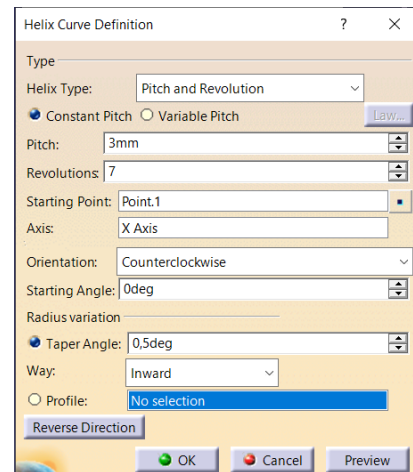 Helix Curve Definition ? ×
Type
Helix Type: Pitch and Revolution
Constant Pitch Variable Pitch Law...
Pitch: 3mm
Revolutions: 7
Starting Point: Point.1
Axis: X Axis
Orientation: Counterclockwise
Starting Angle: 0deg
Radius variation
Taper Angle: 0,5deg
Way: Inward
Profile: No selection
Reverse Direction
OK Cancel Preview